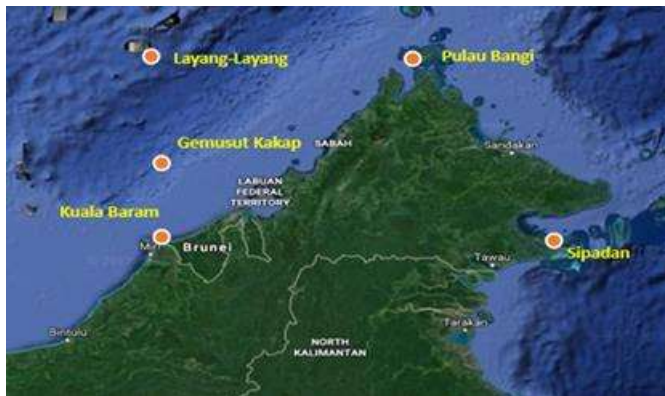 Layang-Layang
Pulau Bangi
Gemusut Kakap
SABAH
Sandakan
LABUAN
FEDERAL
TERRITORY
Kuala Baram
Miri
Brunei
Sipadan
Tawau
Bintulu
Tarakan
NORTH
KALIMANTAN